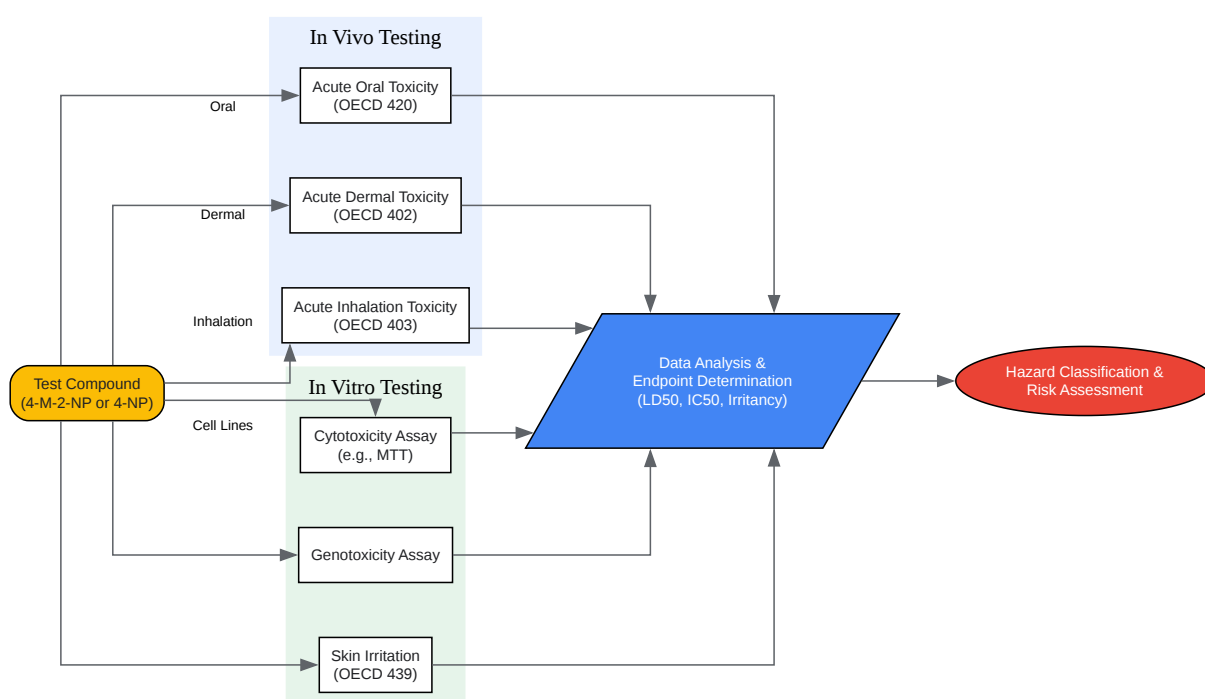 In Vivo Testing
Acute Oral Toxicity
(OECD 420)
Oral
Acute Dermal Toxicity
(OECD 402)
Dermal
Acute Inhalation Toxicity
(OECD 403)
Inhalation
Test Compound
(4-M-2-NP or 4-NP)
In Vitro Testing
Cell Lines
Cytotoxicity Assay
(e.g., MTT)
Genotoxicity Assay
Skin Irritation
(OECD 439)
Data Analysis &
Endpoint Determination
(LD50, IC50, Irritancy)
Hazard Classification &
Risk Assessment